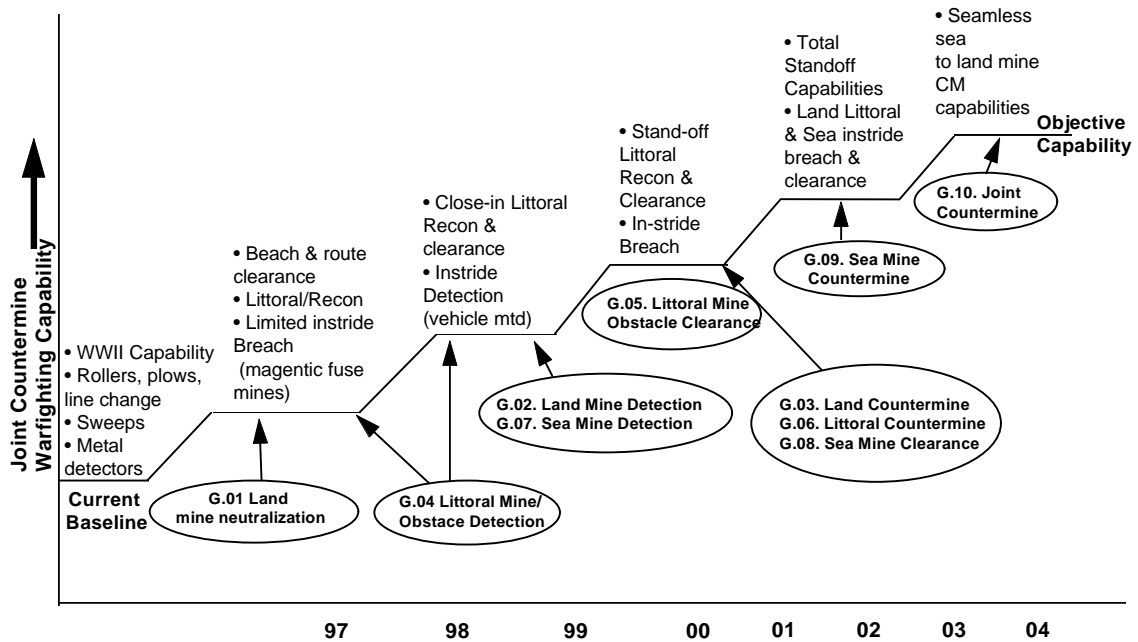 Joint Countermine
Warfighting Capability
• WWII Capability
• Rollers, plows,
line change
• Sweeps
• Metal
detectors
Current
Baseline
• Beach & route
clearance
• Littoral/Recon
• Limited instride
Breach
(magentic fuse
mines)
• Close-in Littoral
Recon &
clearance
• Instride
Detection
(vehicle mtd)
• Stand-off
Littoral
Recon &
Clearance
• In-stride
Breach
• Total
Standoff
Capabilities
• Land Littoral
& Sea instride
breach &
clearance
• Seamless
sea
to land mine
CM
capabilities
Objective
Capability
G.01 Land
mine neutralization
G.04 Littoral Mine/
Obstace Detection
G.02. Land Mine Detection
G.07. Sea Mine Detection
G.05. Littoral Mine
Obstacle Clearance
G.03. Land Countermine
G.06. Littoral Countermine
G.08. Sea Mine Clearance
G.09. Sea Mine
Countermine
G.10. Joint
Countermine
97 98 99 00 01 02 03 04